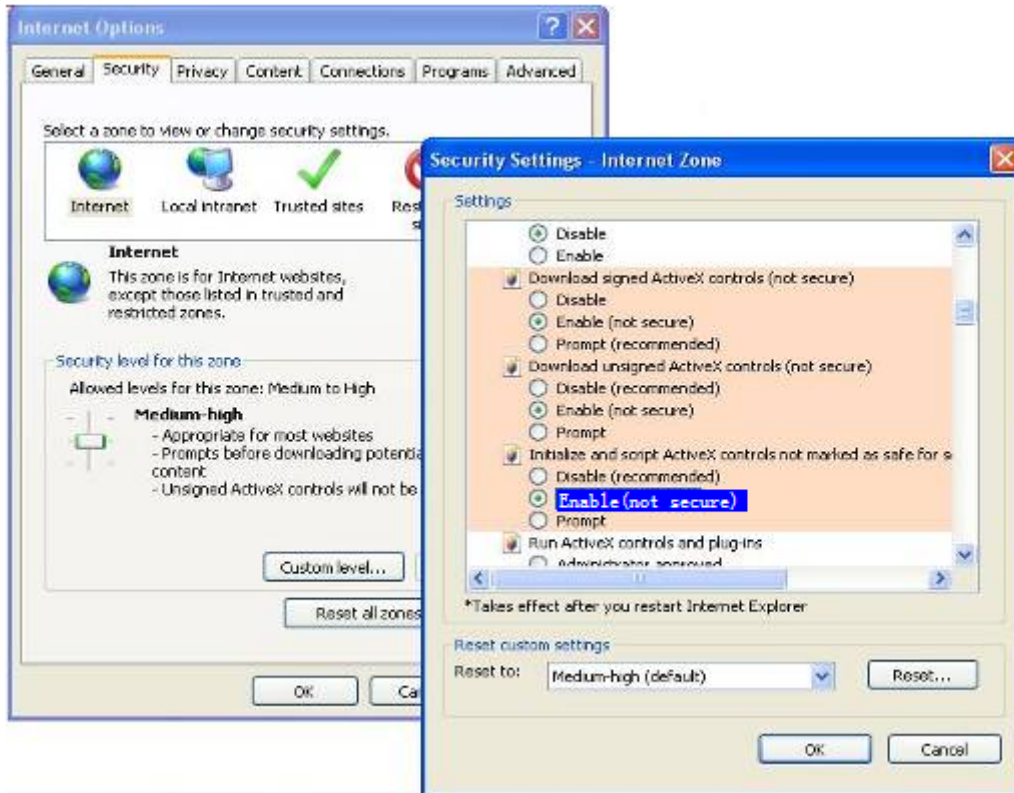 Internet Options
General Security Privacy Content Connections Programs Advanced
Select a zone to view or change security settings.
Internet Local intranet Trusted sites
Internet
This zone is for Internet websites,
except those listed in trusted and
restricted zones.
Security level for this zone
Allowed levels for this zone: Medium to High
Medium-high
- Appropriate for most websites
- Prompts before downloading potentia
content
- Unsigned ActiveX controls will not be
Custom level...
Reset all zones
OK Ca
Security Settings - Internet Zone
Settings
Disable
Enable
Download signed ActiveX controls (not secure)
Disable
Enable (not secure)
Prompt (recommended)
Download unsigned ActiveX controls (not secure)
Disable (recommended)
Enable (not secure)
Prompt
Initialize and script ActiveX controls not marked as safe for s
Disable (recommended)
Enable(not secure)
Prompt
Run ActiveX controls and plug-ins
Administrator approved
*Takes effect after you restart Internet Explorer
Reset custom settings
Reset to: Medium-high (default) Reset...
OK Cancel